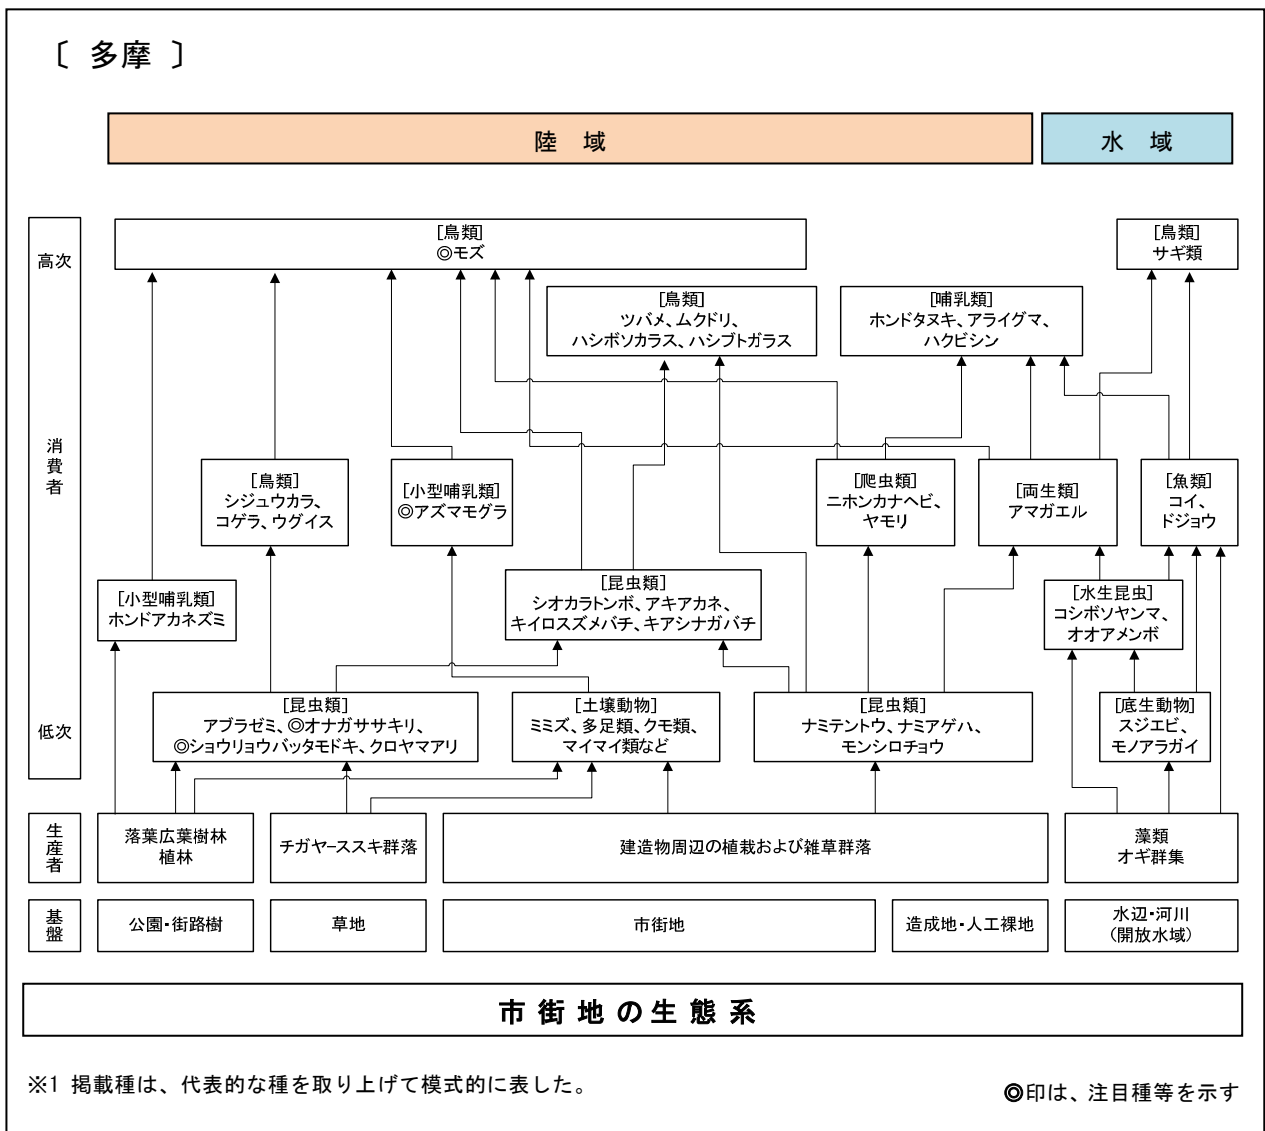 〔 多摩 〕
陸 域
水 域
高次
消費者
低次
[鳥類]
◎モズ
[鳥類]
サギ類
[鳥類]
ツバメ、ムクドリ、
ハシボソカラス、ハシブトガラス
[哺乳類]
ホンドタヌキ、アライグマ、
ハクビシン
[鳥類]
シジュウカラ、
コゲラ、ウグイス
[小型哺乳類]
◎アズマモグラ
[爬虫類]
ニホンカナヘビ、
ヤモリ
[両生類]
アマガエル
[魚類]
コイ、
ドジョウ
[小型哺乳類]
ホンドアカネズミ
[昆虫類]
シオカラトンボ、アキアカネ、
キイロスズメバチ、キアシナガバチ
[水生昆虫]
コシボソヤンマ、
オオアメンボ
[昆虫類]
アブラゼミ、◎オナガササキリ、
◎ショウリョウバッタモドキ、クロヤマアリ
[土壌動物]
ミミズ、多足類、クモ類、
マイマイ類など
[昆虫類]
ナミテントウ、ナミアゲハ、
モンシロチョウ
[底生動物]
スジエビ、
モノアラガイ
生産者
落葉広葉樹林
植林
チガヤ-ススキ群落
建造物周辺の植栽および雑草群落
藻類
オギ群集
基盤
公園・街路樹
草地
市街地
造成地・人工裸地
水辺・河川
(開放水域)
市街地の生態系
※1 掲載種は、代表的な種を取り上げて模式的に表した。
◎印は、注目種等を示す